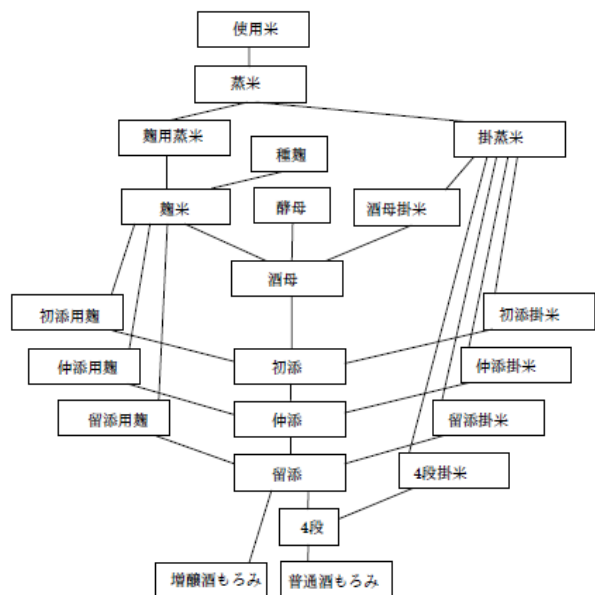 使用米
蒸米
麹用蒸米
掛蒸米
種麹
麹米
酵母
酒母掛米
酒母
初添用麹
初添掛米
初添
仲添用麹
仲添掛米
仲添
留添用麹
留添掛米
留添
4段掛米
4段
増醸酒もろみ
普通酒もろみ